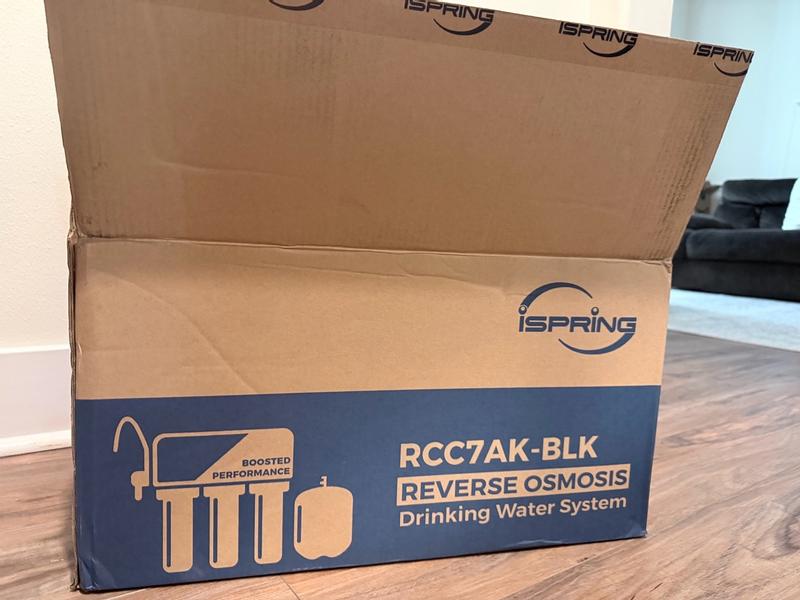 iSPRING
iSPRING
iSPRING
iSPRING
BOOSTED
PERFORMANCE
RCC7AK-BLK
REVERSE OSMOSIS
Drinking Water System